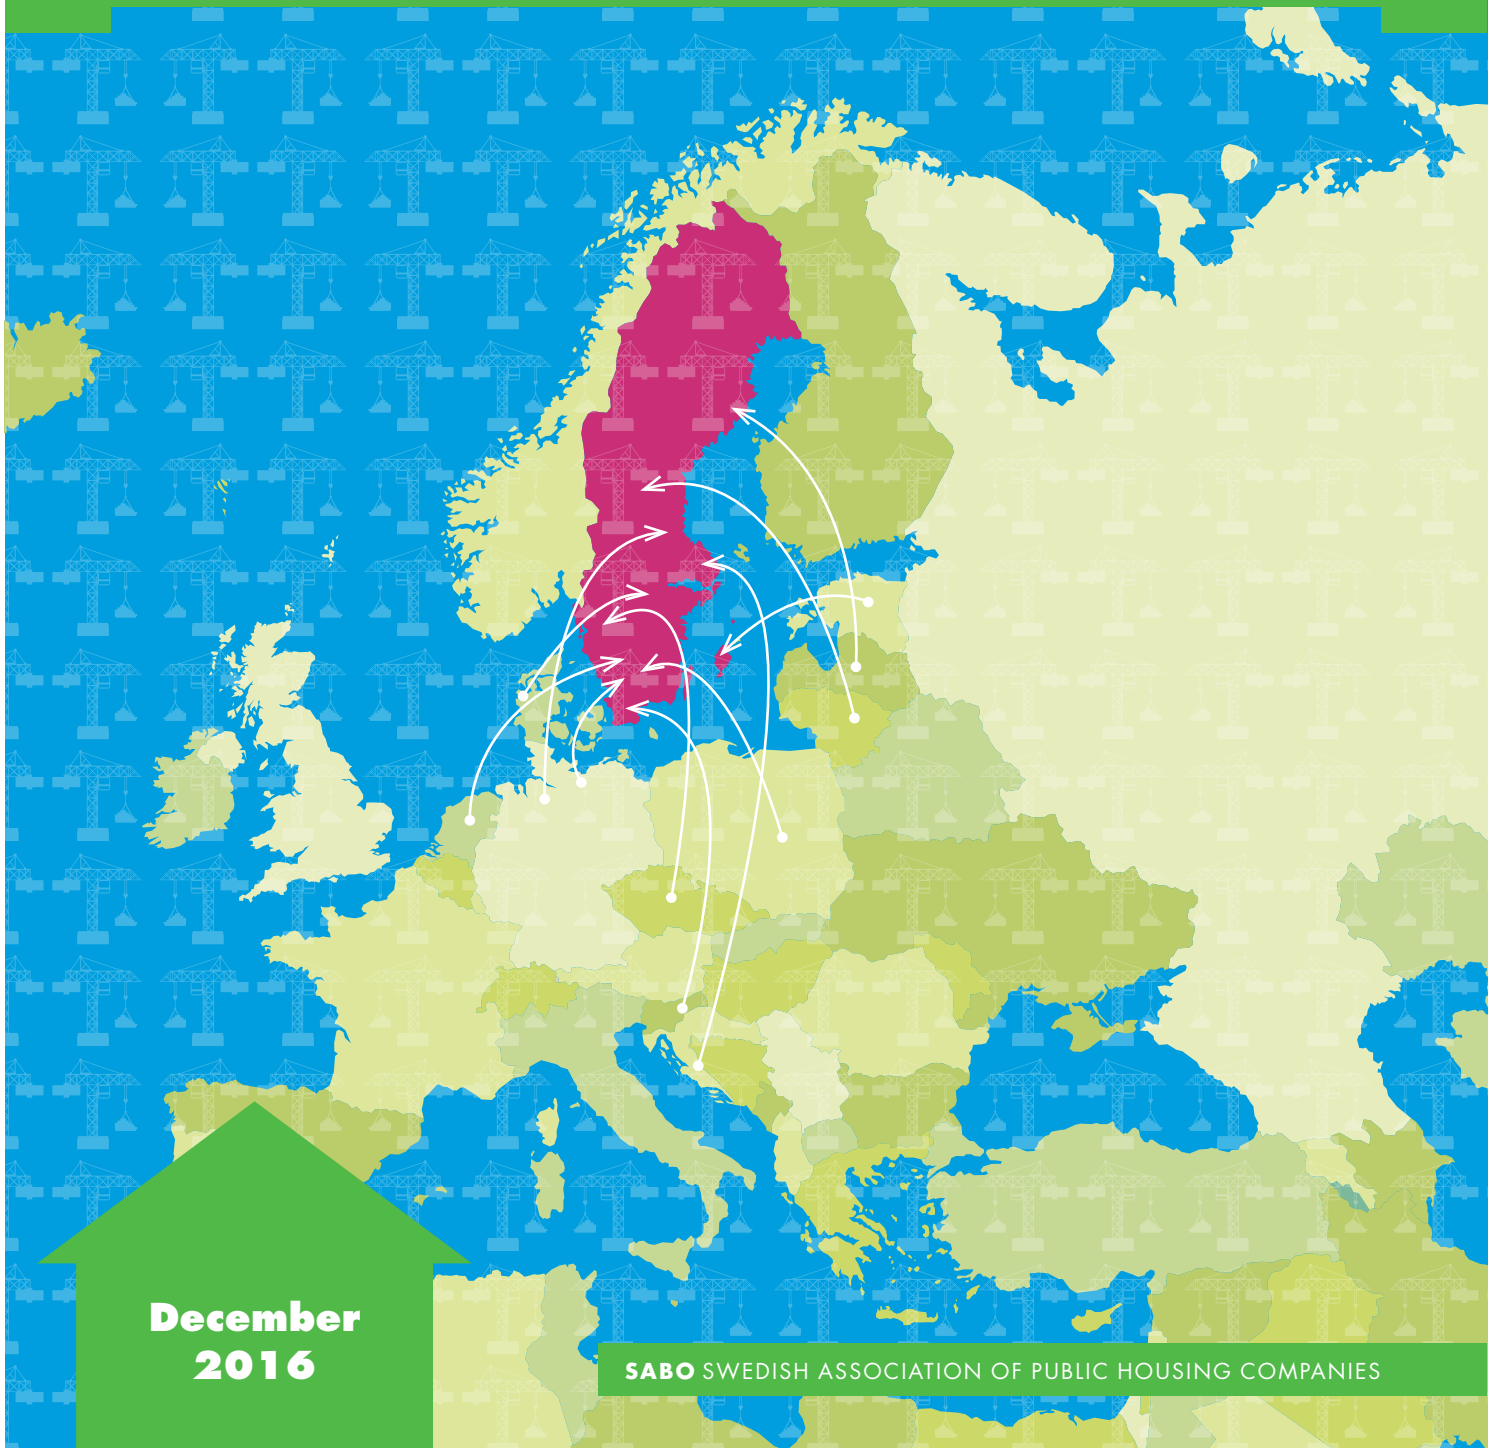 December
2016
SABO SWEDISH ASSOCIATION OF PUBLIC HOUSING COMPANIES